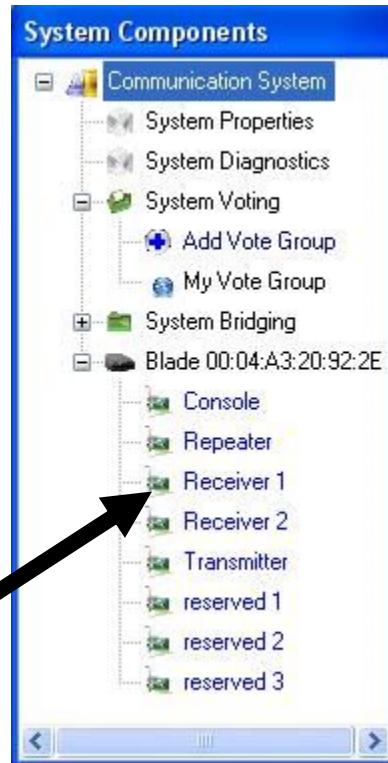 System Components
Communication System
System Properties
System Diagnostics
System Voting
Add Vote Group
My Vote Group
System Bridging
Blade 00:04:A3:20:92:2E
Console
Repeater
Receiver 1
Receiver 2
Transmitter
reserved 1
reserved 2
reserved 3